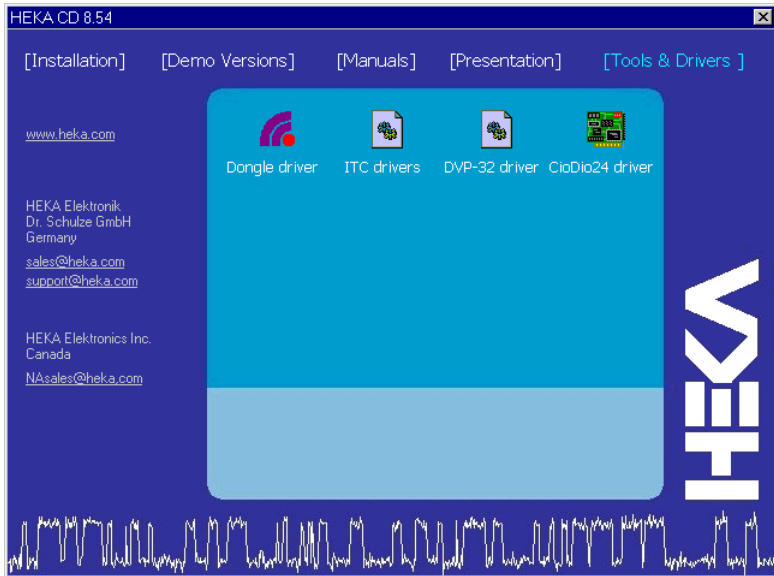 HEKA CD 8.54
[Installation] [Demo Versions] [Manuals] [Presentation] [Tools & Drivers ]
www.heka.com
Dongle driver ITC drivers DVP-32 driver CioDio24 driver
HEKA Elektronik
Dr. Schulze GmbH
Germany
sales@heka.com
support@heka.com
HEKA Elektronics Inc.
Canada
NAsales@heka.com
HEKA